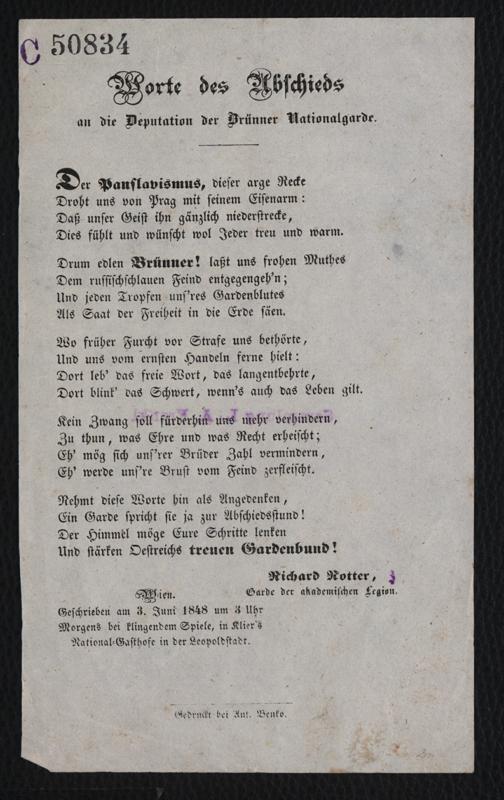 C 50834
Worte des Abschieds
an die Deputation der Brünner Nationalgarde.
Der Panslavismus, dieser arge Recke
Droht uns von Prag mit seinem Eisenarm:
Daß unser Geist ihn gänzlich niederstrecke,
Dies fühlt und wünscht wol Jeder treu und warm.
Drum edlen Brünner! laßt uns frohen Muthes
Dem russischschlauen Feind entgegengeh'n;
Und jeden Tropfen uns'res Gardenblutes
Als Saat der Freiheit in die Erde säen.
Wo früher Furcht vor Strafe uns bethörte,
Und uns vom ernsten Handeln ferne hielt:
Dort leb' das freie Wort, das langentbehrte,
Dort blink' das Schwert, wenn's auch das Leben gilt.
Kein Zwang soll fürderhin uns mehr verhindern,
Zu thun, was Ehre und was Recht erheischt;
Eh' mög sich uns'rer Brüder Zahl vermindern,
Eh' werde uns're Brust vom Feind zerfleischt.
Nehmt diese Worte hin als Angedenken,
Ein Garde spricht sie ja zur Abschiedsstund!
Der Himmel möge Eure Schritte lenken
Und stärken Oestreichs treuen Gardenbund!
Richard Rotter,
Garde der akademischen Legion.
Wien.
Geschrieben am 3. Juni 1848 um 3 Uhr
Morgens bei klingendem Spiele, in Klier's
National-Gasthofe in der Leopoldstadt.
Gedruckt bei Ant. Benko.